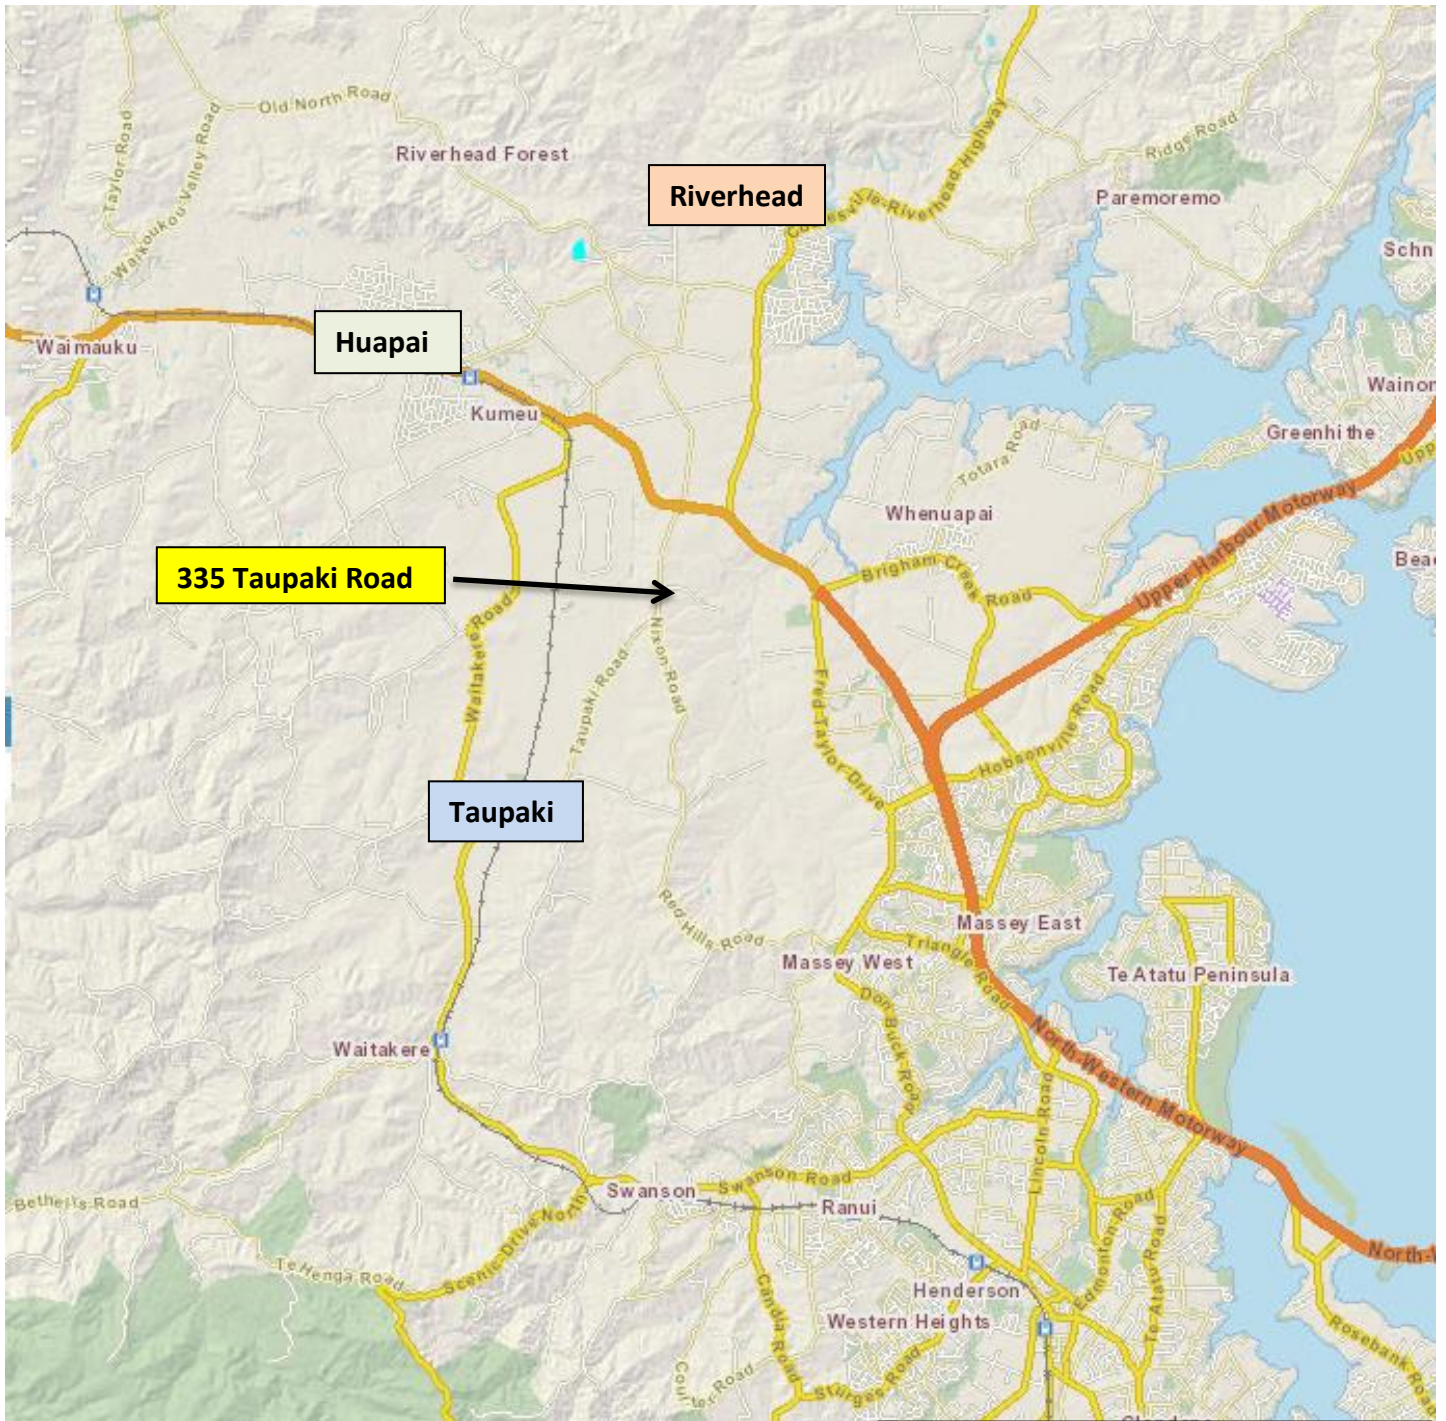 Old North Road
Taylor Road
Waikoukou Valley Road
Riverhead Forest
Riverhead
Riverhead Highway
Ridge Road
Paremoremo
Schn
Huapai
Waimauku
Kumeu
Wainon
Greenhithe
Upp
Totara Road
Whenuapai
Upper Harbour Motorway
Beac
335 Taupaki Road
Brigham Creek Road
Waitakere Road
Nixon Road
Taupaki Road
Fred Taylor Drive
Hobsonville Road
Taupaki
Red Hills Road
Massey East
Triangle Road
Massey West
Te Atatu Peninsula
Don Buck Road
Waitakere
North-Western Motorway
Lincoln Road
Swanson Road
Swanson
Ranui
Bethells Road
Scenic Drive North
Te Henga Road
Edmonton Road
Te Atatu Road
North-
Henderson
Western Heights
Candia Road
Rosebank Road
Sturges Road